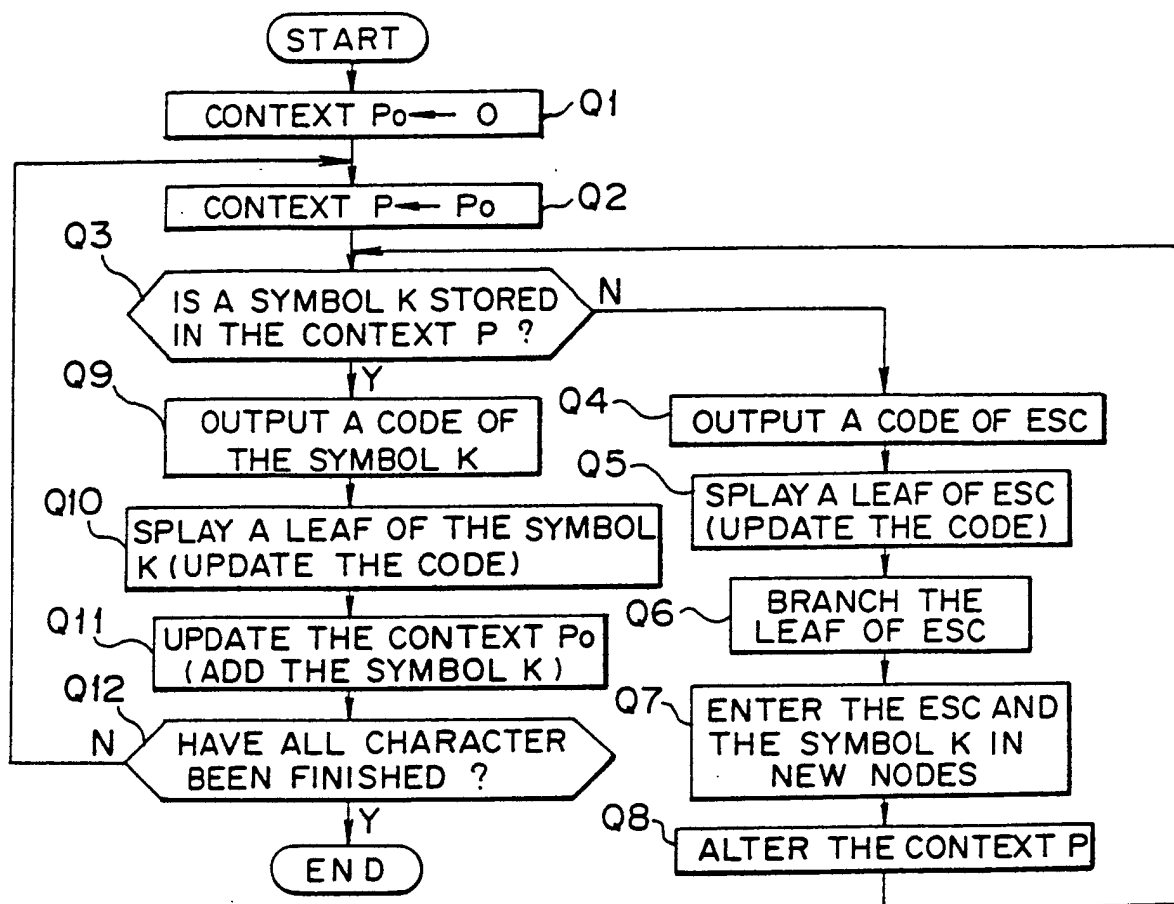 START
CONTEXT Po ← O
Q1
CONTEXT P ← Po
Q2
Q3
IS A SYMBOL K STORED
IN THE CONTEXT P ?
N
Y
Q9
OUTPUT A CODE OF
THE SYMBOL K
Q10
SPLAY A LEAF OF THE SYMBOL
K (UPDATE THE CODE)
Q11
UPDATE THE CONTEXT Po
(ADD THE SYMBOL K)
Q12
N
HAVE ALL CHARACTER
BEEN FINISHED ?
Y
END
Q4
OUTPUT A CODE OF ESC
Q5
SPLAY A LEAF OF ESC
(UPDATE THE CODE)
Q6
BRANCH THE
LEAF OF ESC
Q7
ENTER THE ESC AND
THE SYMBOL K IN
NEW NODES
Q8
ALTER THE CONTEXT P